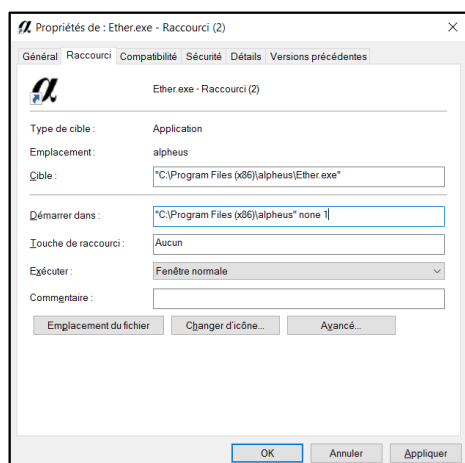 Propriétés de : Ether.exe - Raccourci (2)
Général Raccourci Compatibilité Sécurité Détails Versions précédentes
Ether.exe - Raccourci (2)
Type de cible : Application
Emplacement : alpheus
Cible : "C:\Program Files (x86)\alpheus\Ether.exe"
Démarrer dans : "C:\Program Files (x86)\alpheus" none 1
Touche de raccourci : Aucun
Exécuter : Fenêtre normale
Commentaire :
Emplacement du fichier Changer d'icône... Avancé...
OK Annuler Appliquer